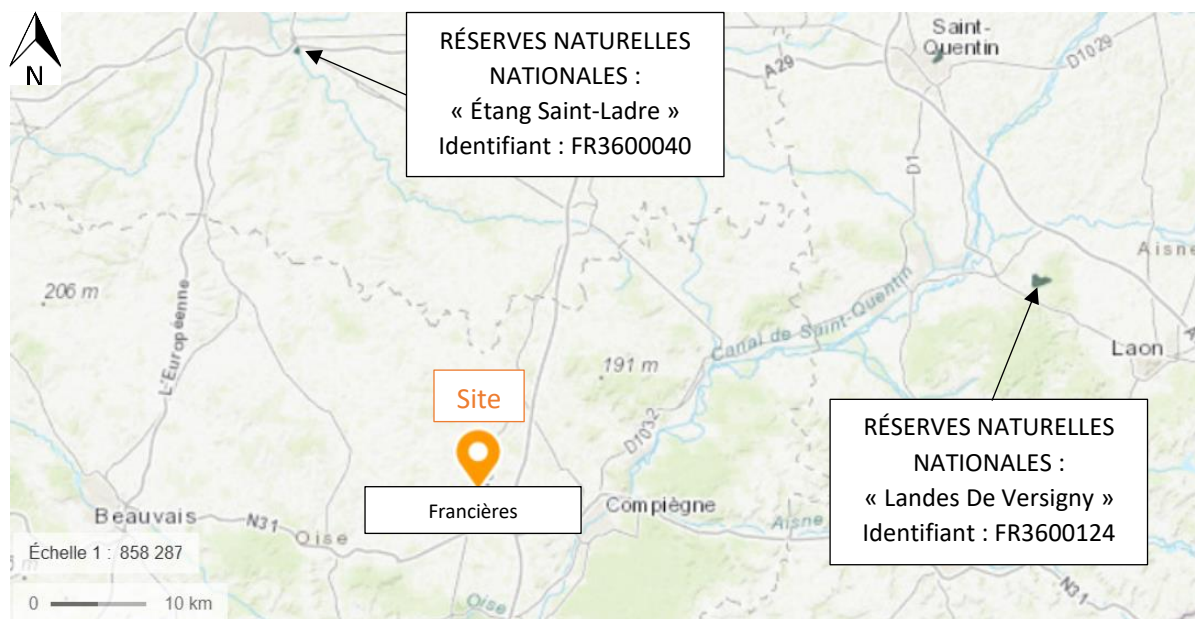 N
RÉSERVES NATURELLES
NATIONALES :
« Étang Saint-Ladre »
Identifiant : FR3600040
Saint-
Quentin
D1029
A29
D1
L'Européenne
206 m
Canal de Saint-Quentin
Aisne
191 m
Laon
Site
D1032
RÉSERVES NATURELLES
NATIONALES :
« Landes De Versigny »
Identifiant : FR3600124
Francières
Compiègne
Beauvais
N31
Oise
Aisne
Échelle 1 : 858 287
N31
0
10 km
Oise